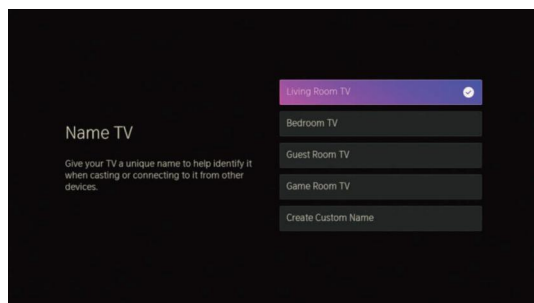 Name TV
Give your TV a unique name to help identify it
when casting or connecting to it from other
devices.
Living Room TV
Bedroom TV
Guest Room TV
Game Room TV
Create Custom Name